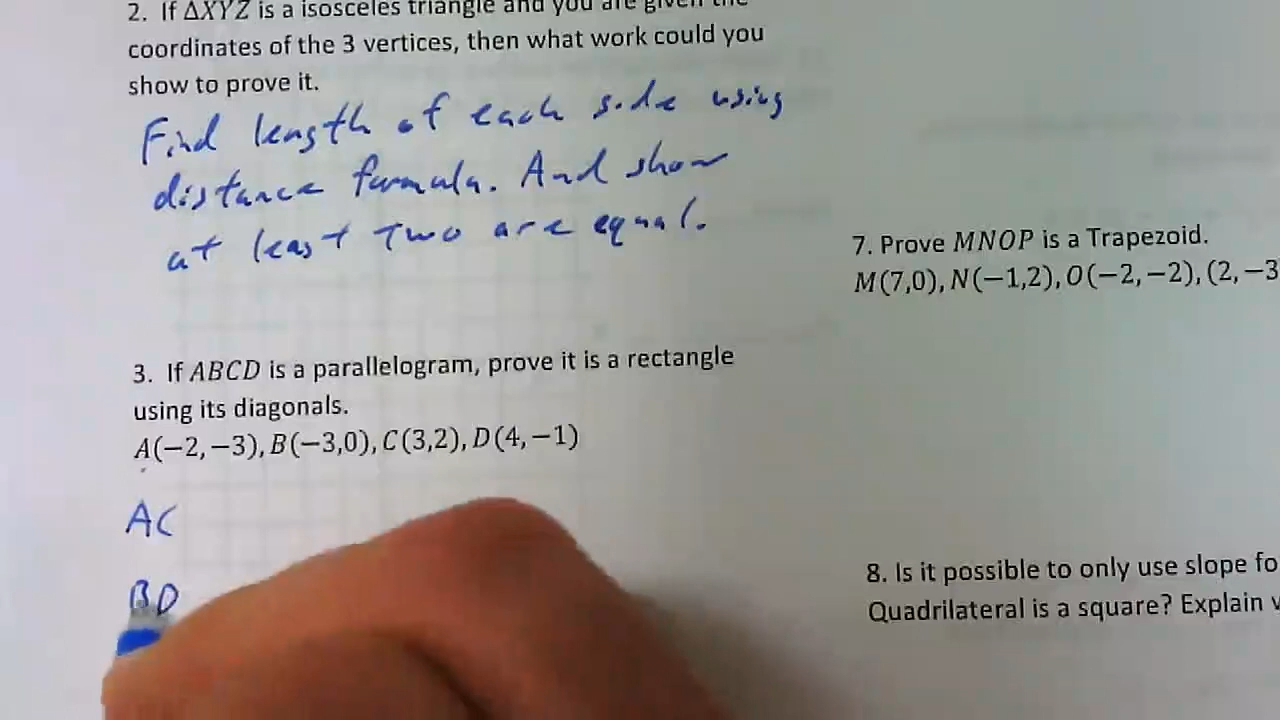 2. If ΔXYZ is a isosceles triangle and you are given the
coordinates of the 3 vertices, then what work could you
show to prove it.
Find length of each side using
distance formula. And show
at least two are equal.
3. If ABCD is a parallelogram, prove it is a rectangle
using its diagonals.
A(−2,−3), B(−3,0), C(3,2), D(4,−1)
AC
BD
7. Prove MNOP is a Trapezoid.
M(7,0), N(−1,2), O(−2,−2), (2,−3
8. Is it possible to only use slope fo
Quadrilateral is a square? Explain